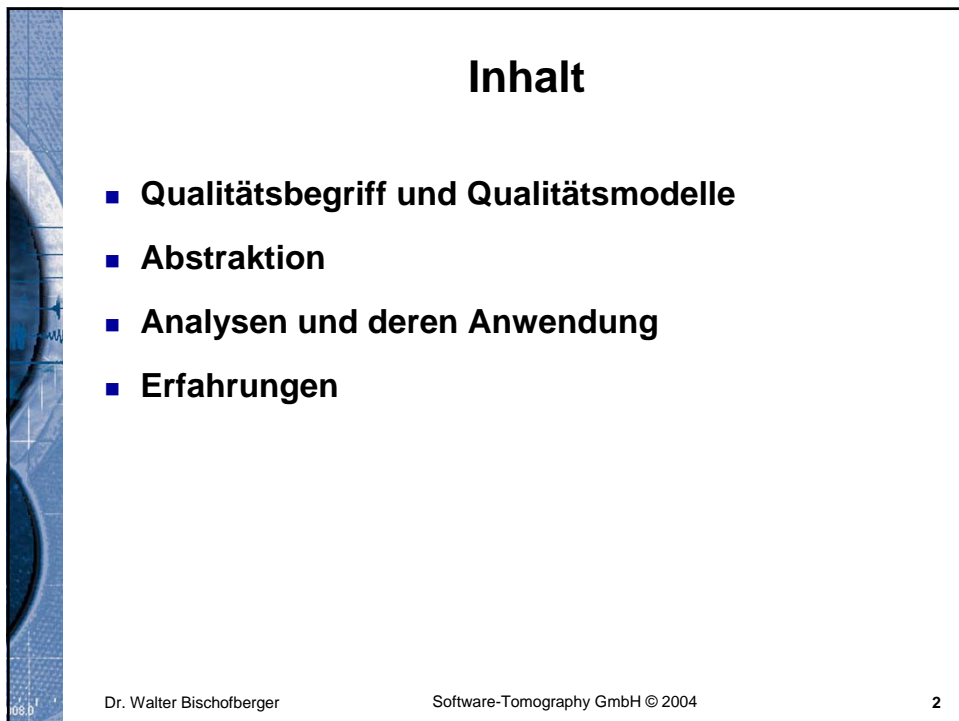 Inhalt
Qualitätsbegriff und Qualitätsmodelle
Abstraktion
Analysen und deren Anwendung
Erfahrungen
Dr. Walter Bischofberger Software-Tomography GmbH © 2004 2